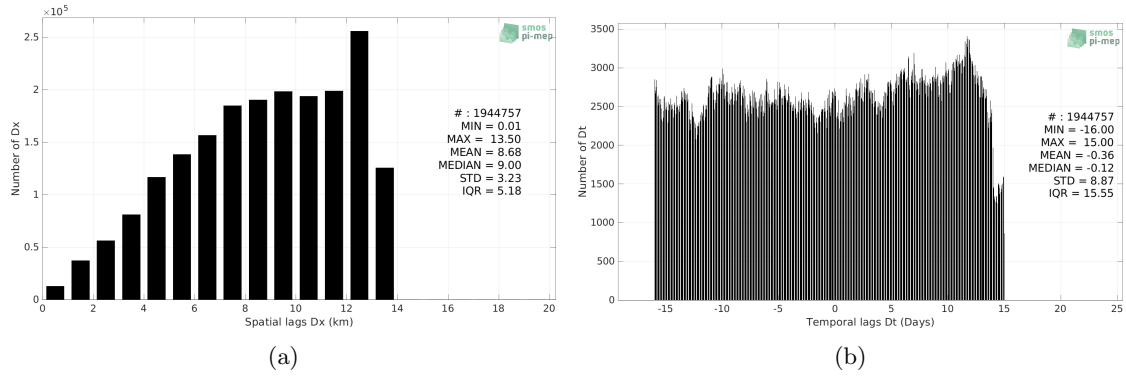 ×10^5
smos
pi-mep
2.5
2
1.5
1
0.5
0
Number of Dx
# : 1944757
MIN = 0.01
MAX = 13.50
MEAN = 8.68
MEDIAN = 9.00
STD = 3.23
IQR = 5.18
0 2 4 6 8 10 12 14 16 18 20
Spatial lags Dx (km)
(a)
smos
pi-mep
3500
3000
2500
2000
1500
1000
500
0
Number of Dt
# : 1944757
MIN = -16.00
MAX = 15.00
MEAN = -0.36
MEDIAN = -0.12
STD = 8.87
IQR = 15.55
-15 -10 -5 0 5 10 15 20 25
Temporal lags Dt (Days)
(b)